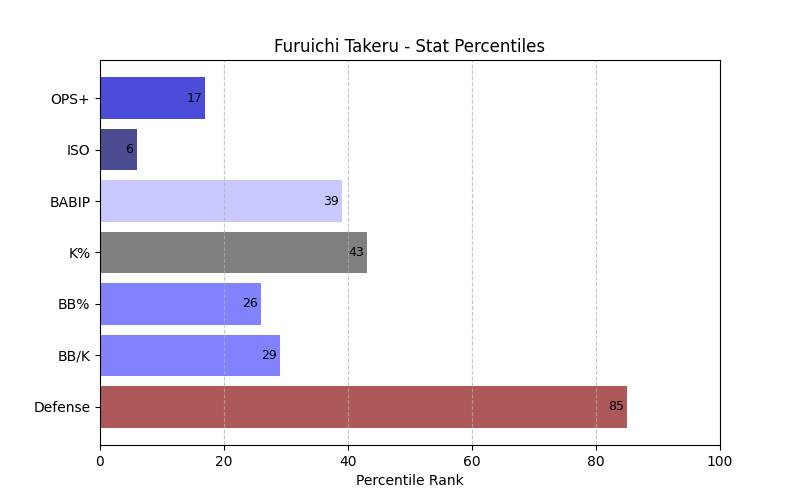 Furuichi Takeru - Stat Percentiles
OPS+ 17
ISO 6
BABIP 39
K% 43
BB% 26
BB/K 29
Defense 85
0 20 40 60 80 100
Percentile Rank